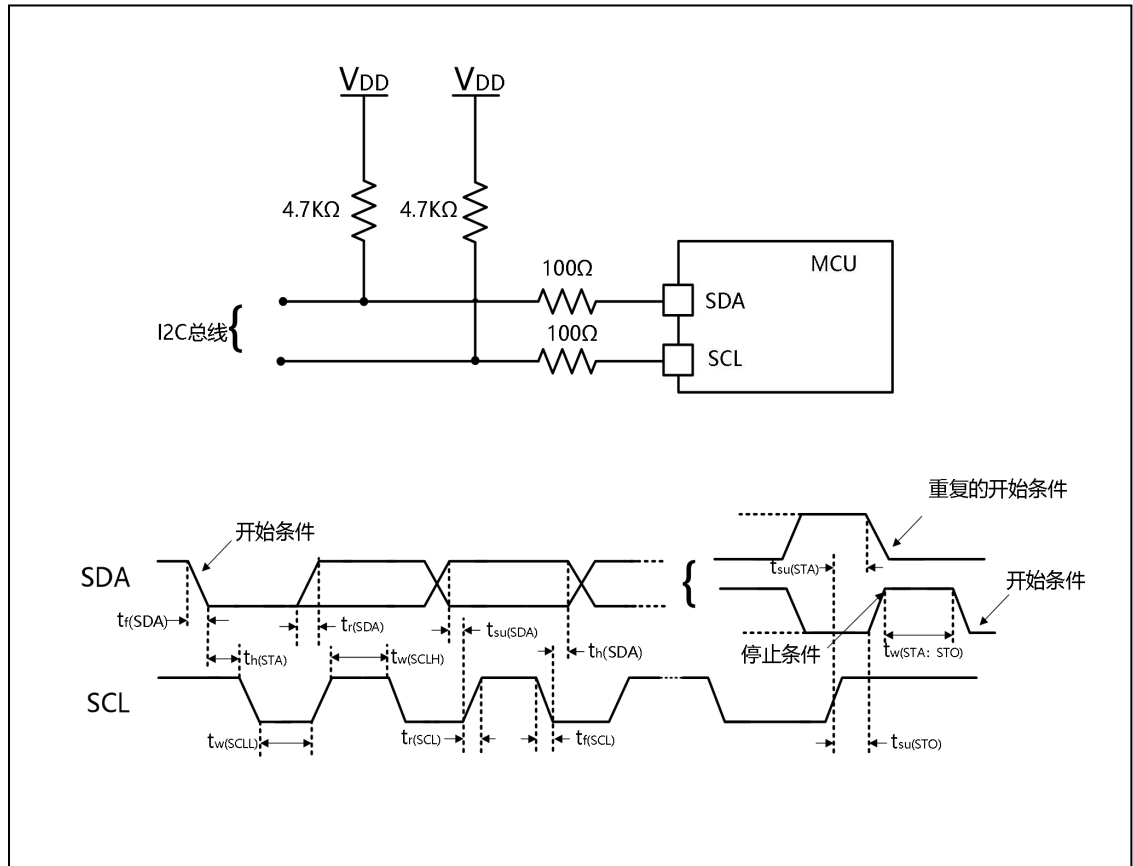 VDD
VDD
4.7KΩ
4.7KΩ
100Ω
MCU
SDA
I2C总线
100Ω
SCL
重复的开始条件
开始条件
SDA
tsu(STA)
开始条件
tf(SDA)
tr(SDA)
tsu(SDA)
th(STA)
tw(SCLH)
th(SDA)
停止条件
tw(STA: STO)
SCL
tw(SCLL)
tr(SCL)
tf(SCL)
tsu(STO)